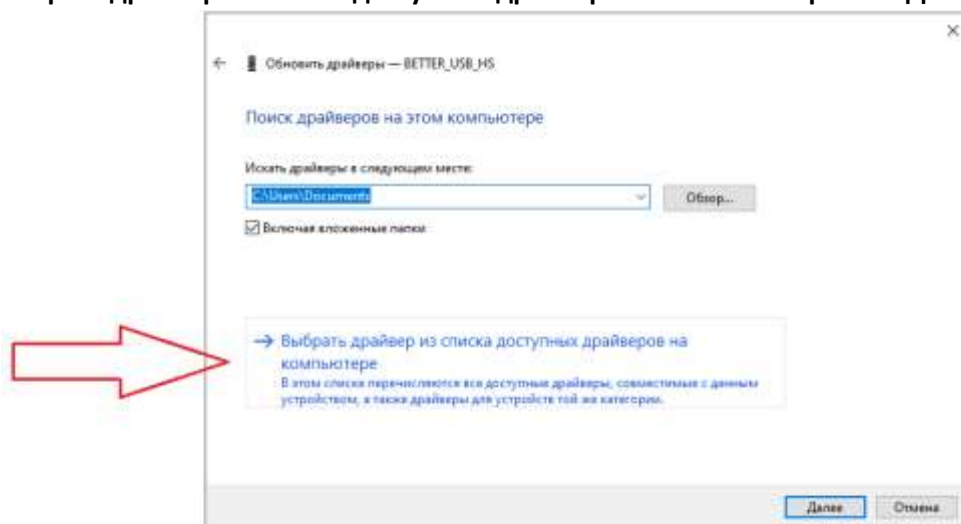 Обновить драйверы — BETTER_USB_HS
Поиск драйверов на этом компьютере
Искать драйверы в следующем месте:
C:\Users\Documents
Обзор...
Включая вложенные папки
→ Выбрать драйвер из списка доступных драйверов на
компьютере
В этом списке перечисляются все доступные драйверы, совместимые с данным
устройством, а также драйверы для устройств той же категории.
Далее
Отмена